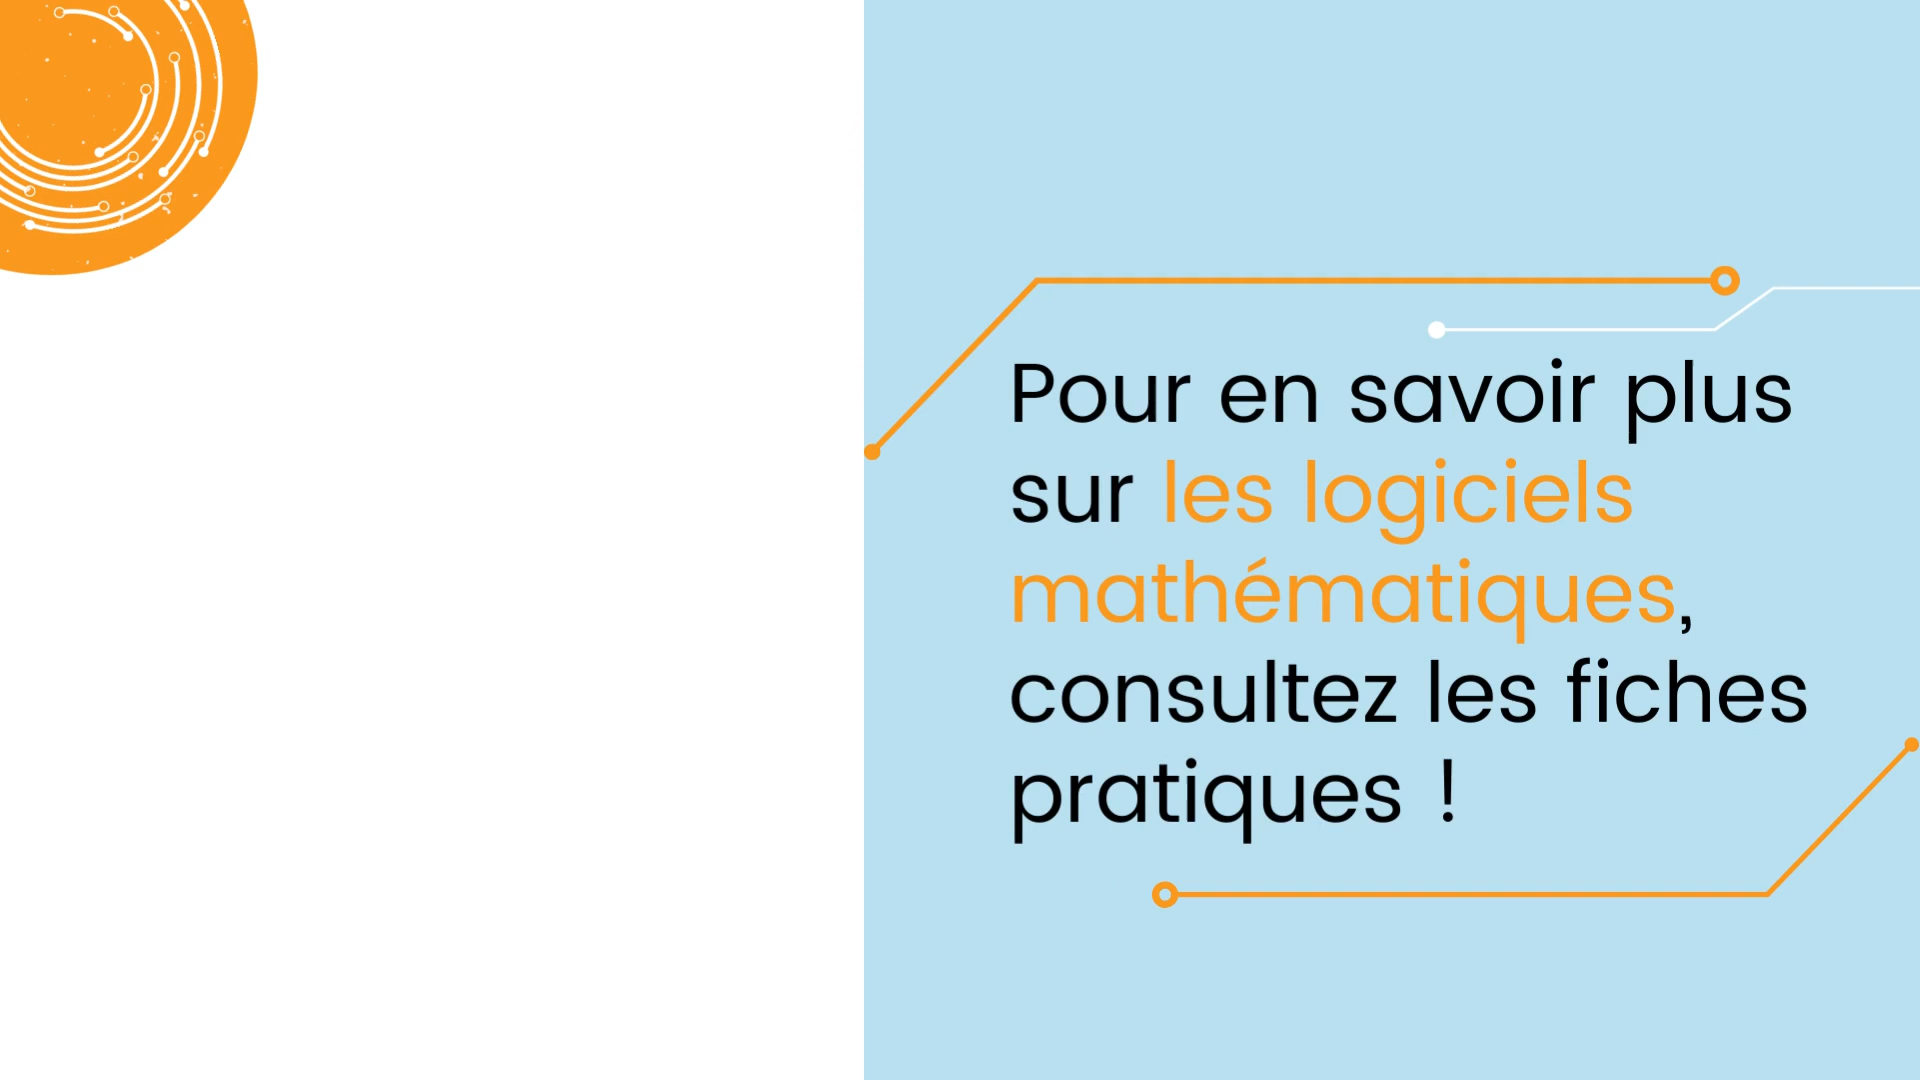 Pour en savoir plus
sur les logiciels
mathématiques,
consultez les fiches
pratiques !